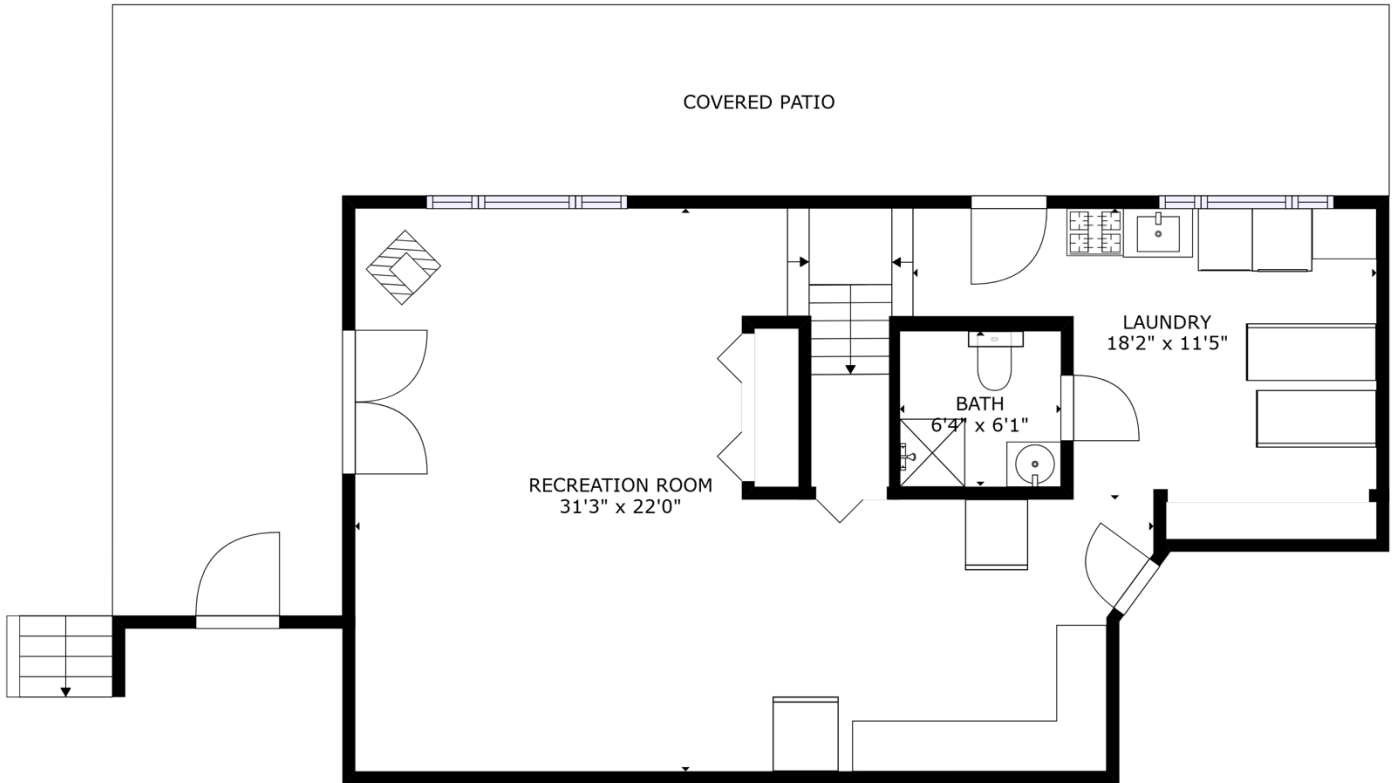 COVERED PATIO
LAUNDRY
18'2" x 11'5"
BATH
6'4" x 6'1"
RECREATION ROOM
31'3" x 22'0"